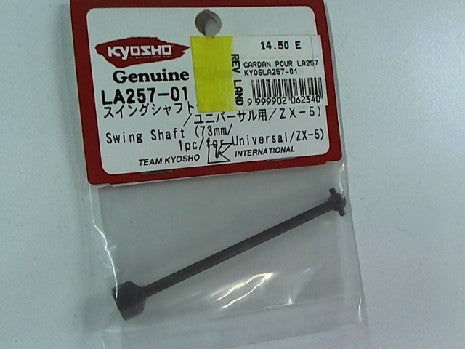 KYOSHO
Genuine
LA257-01
スイングシャフト
/ユニバーサル用/ZX-5)
Swing Shaft (73mm/
1pc/for Universal/ZX-5)
TEAM KYOSHO
K
INTERNATIONAL
REV LAND
14.50 E
CARDAN POUR LA257
KYOSLA257-01
9999902062340